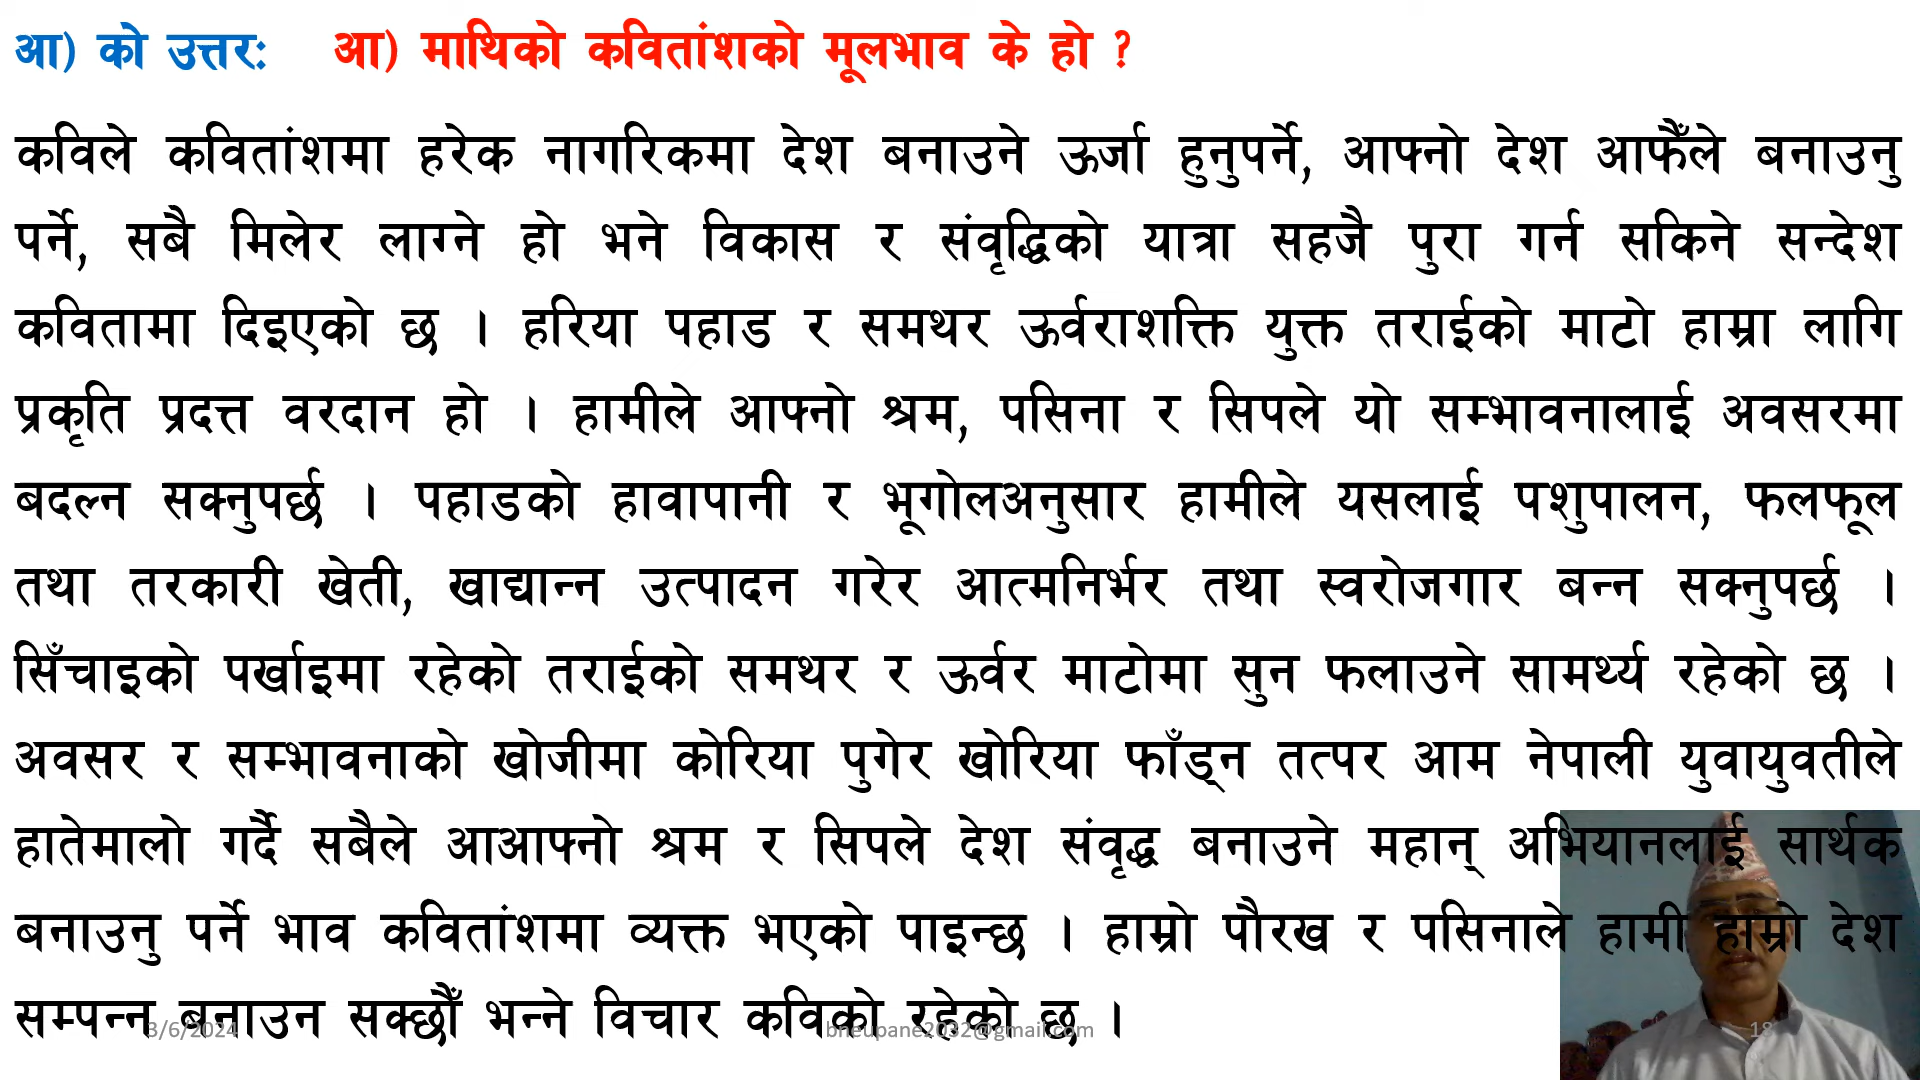 आ) को उत्तरः आ) माथिको कवितांशको मूलभाव के हो ?
कविले कवितांशमा हरेक नागरिकमा देश बनाउने ऊर्जा हुनुपर्ने, आफ्नो देश आफैँले बनाउनु
पर्ने, सबै मिलेर लाग्ने हो भने विकास र संवृद्धिको यात्रा सहजै पुरा गर्न सकिने सन्देश
कवितामा दिइएको छ । हरिया पहाड र समथर ऊर्वराशक्ति युक्त तराईको माटो हाम्रा लागि
प्रकृति प्रदत्त वरदान हो । हामीले आफ्नो श्रम, पसिना र सिपले यो सम्भावनालाई अवसरमा
बदल्न सक्नुपर्छ । पहाडको हावापानी र भूगोलअनुसार हामीले यसलाई पशुपालन, फलफूल
तथा तरकारी खेती, खाद्यान्न उत्पादन गरेर आत्मनिर्भर तथा स्वरोजगार बन्न सक्नुपर्छ ।
सिँचाइको पर्खाइमा रहेको तराईको समथर र ऊर्वर माटोमा सुन फलाउने सामर्थ्य रहेको छ ।
अवसर र सम्भावनाको खोजीमा कोरिया पुगेर खोरिया फाँड्न तत्पर आम नेपाली युवायुवतीले
हातेमालो गर्दै सबैले आआफ्नो श्रम र सिपले देश संवृद्ध बनाउने महान् अभियानलाई सार्थक
बनाउनु पर्ने भाव कवितांशमा व्यक्त भएको पाइन्छ । हाम्रो पौरख र पसिनाले हामी हाम्रो देश
सम्पन्न बनाउन सक्छौँ भन्ने विचार कविको रहेको छ ।
3/6/2024 bneupane2032@gmail.com 18